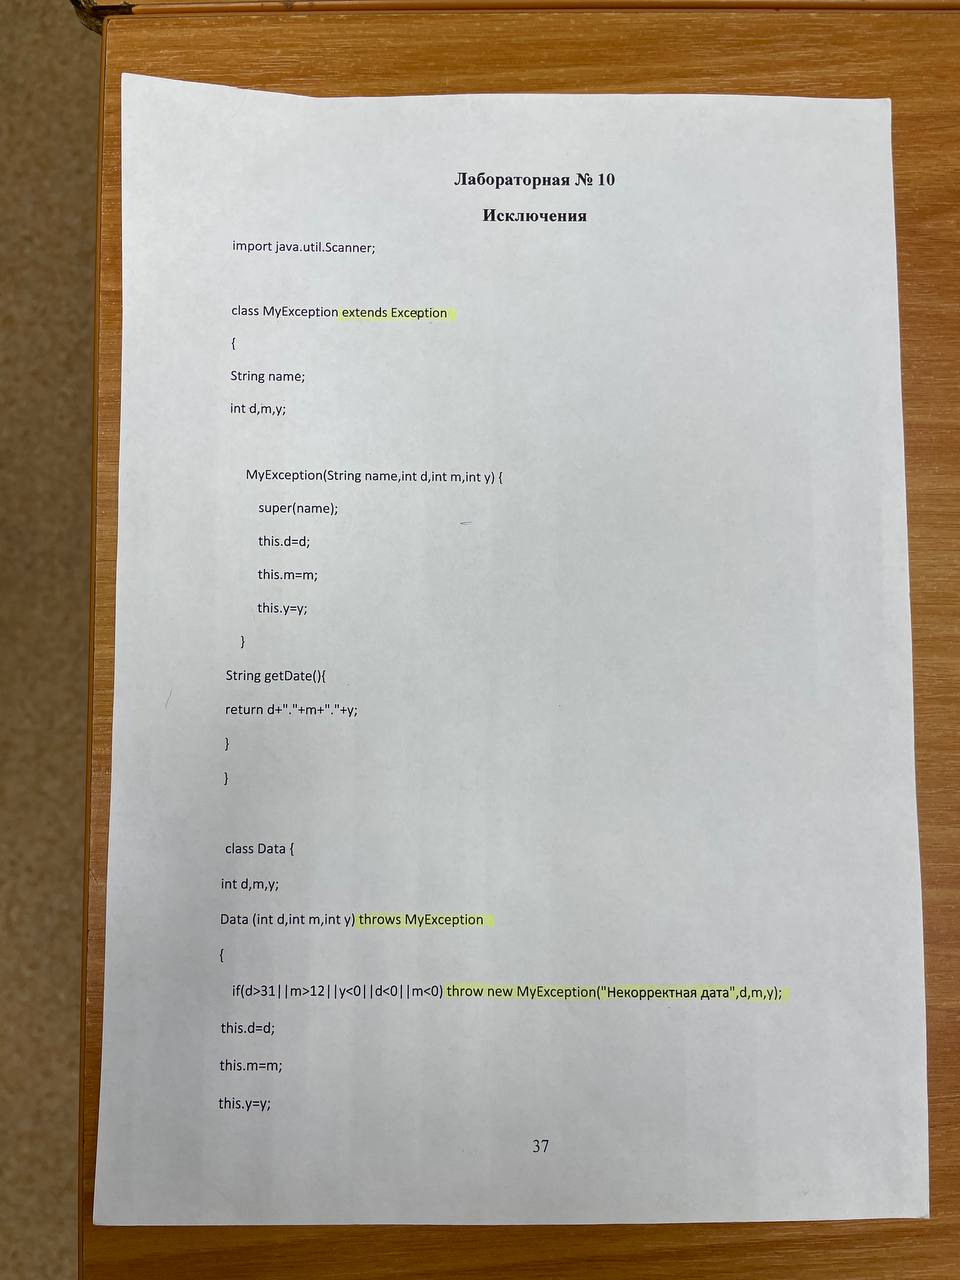 Лабораторная № 10
Исключения
import java.util.Scanner;
class MyException extends Exception
{
String name;
int d,m,y;
MyException(String name,int d,int m,int y) {
super(name);
this.d=d;
this.m=m;
this.y=y;
}
String getDate(){
return d+"."+m+"."+y;
}
}
class Data {
int d,m,y;
Data (int d,int m,int y) throws MyException
{
if(d>31||m>12||y<0||d<0||m<0) throw new MyException("Некорректная дата",d,m,y);
this.d=d;
this.m=m;
this.y=y;
37